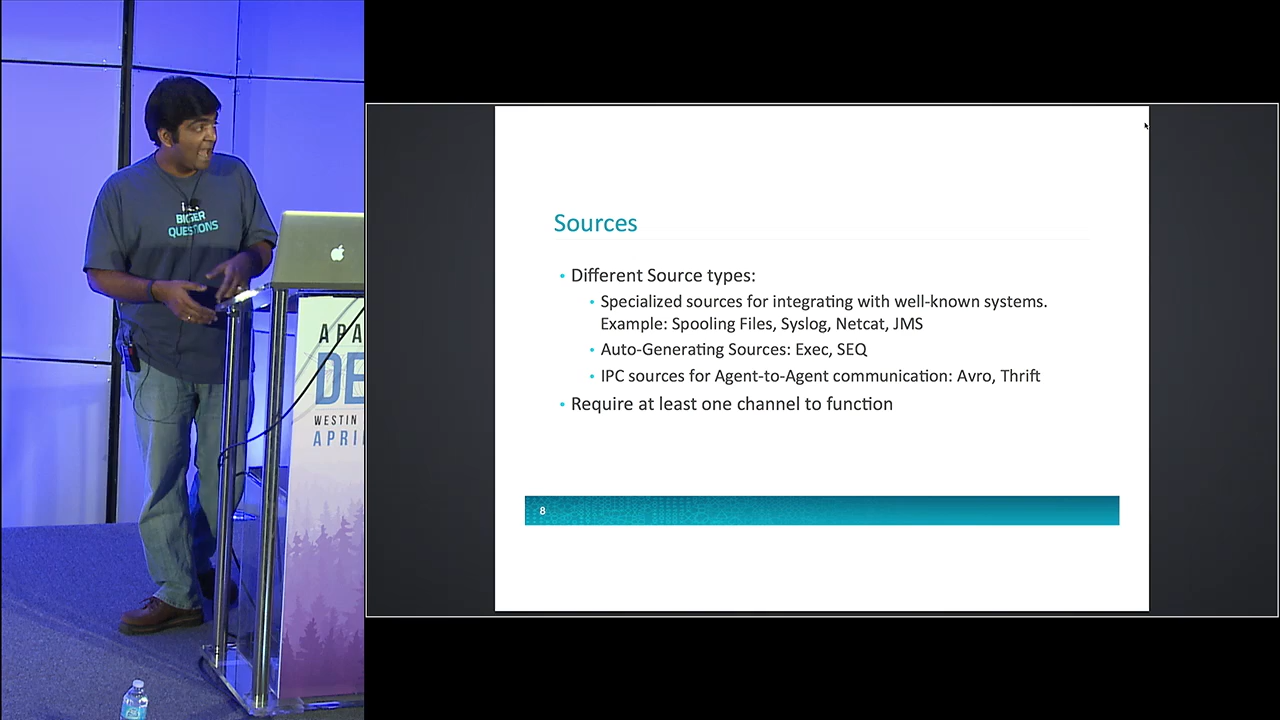 BIGGER
QUESTIONS
APA
DE
WESTIN
APRI
Sources
• Different Source types:
• Specialized sources for integrating with well-known systems.
Example: Spooling Files, Syslog, Netcat, JMS
• Auto-Generating Sources: Exec, SEQ
• IPC sources for Agent-to-Agent communication: Avro, Thrift
• Require at least one channel to function
8